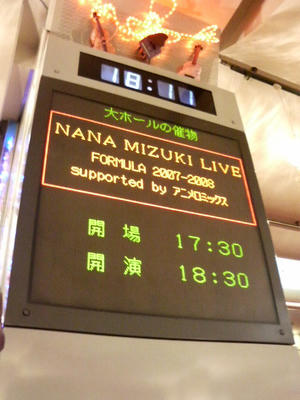 18:11
大ホールの催物
NANA MIZUKI LIVE
FORMULA 2007-2008
supported by アニメロミックス
開場 17:30
開演 18:30